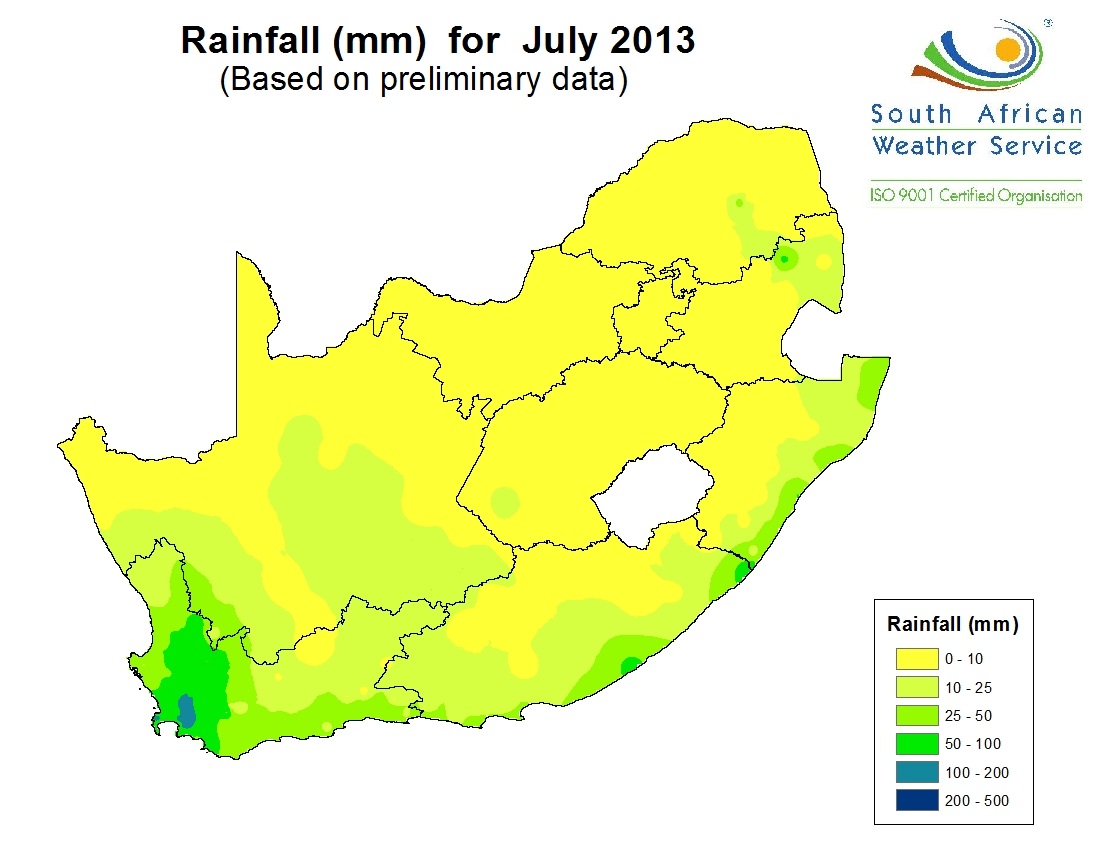 Rainfall (mm) for July 2013
(Based on preliminary data)
South African
Weather Service
ISO 9001 Certified Organisation
Rainfall (mm)
0 - 10
10 - 25
25 - 50
50 - 100
100 - 200
200 - 500